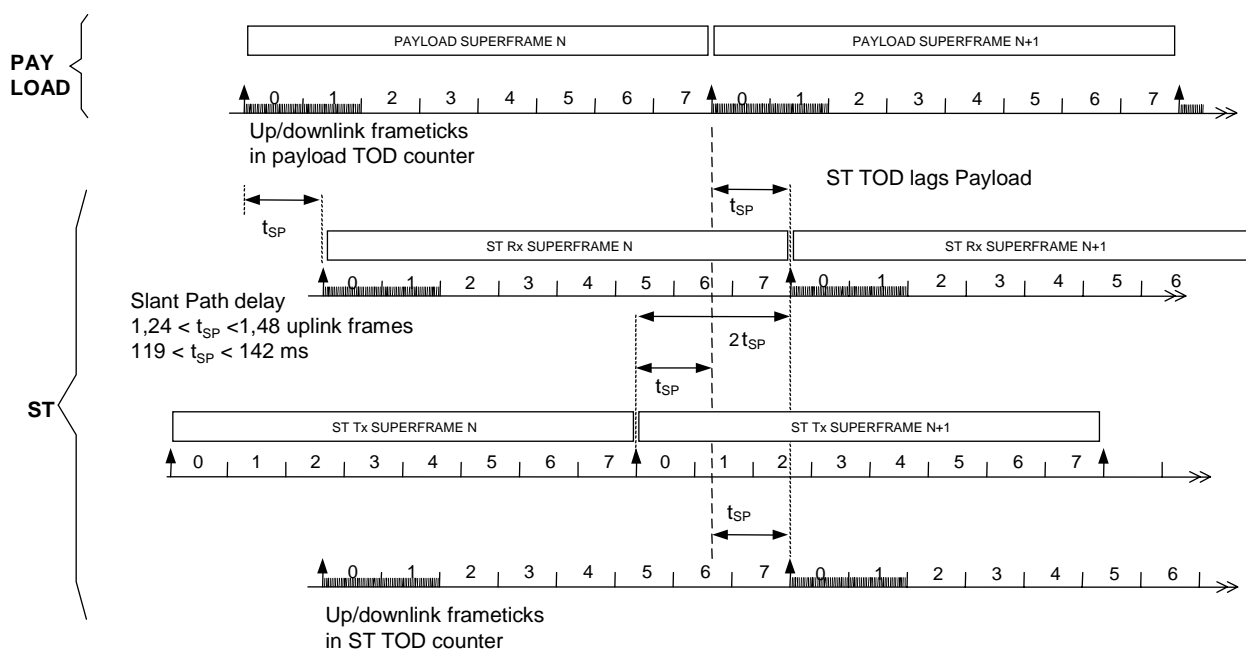 PAYLOAD SUPERFRAME N PAYLOAD SUPERFRAME N+1
PAY
LOAD
0 1 2 3 4 5 6 7 0 1 2 3 4 5 6 7
Up/downlink frameticks
in payload TOD counter
ST TOD lags Payload
tSP tSP
ST Rx SUPERFRAME N ST Rx SUPERFRAME N+1
0 1 2 3 4 5 6 7 0 1 2 3 4 5 6
Slant Path delay
1,24 < tSP <1,48 uplink frames
119 < tSP < 142 ms
2 tSP
tSP
ST
ST Tx SUPERFRAME N ST Tx SUPERFRAME N+1
0 1 2 3 4 5 6 7 0 1 2 3 4 5 6 7
tSP
0 1 2 3 4 5 6 7 0 1 2 3 4 5 6
Up/downlink frameticks
in ST TOD counter